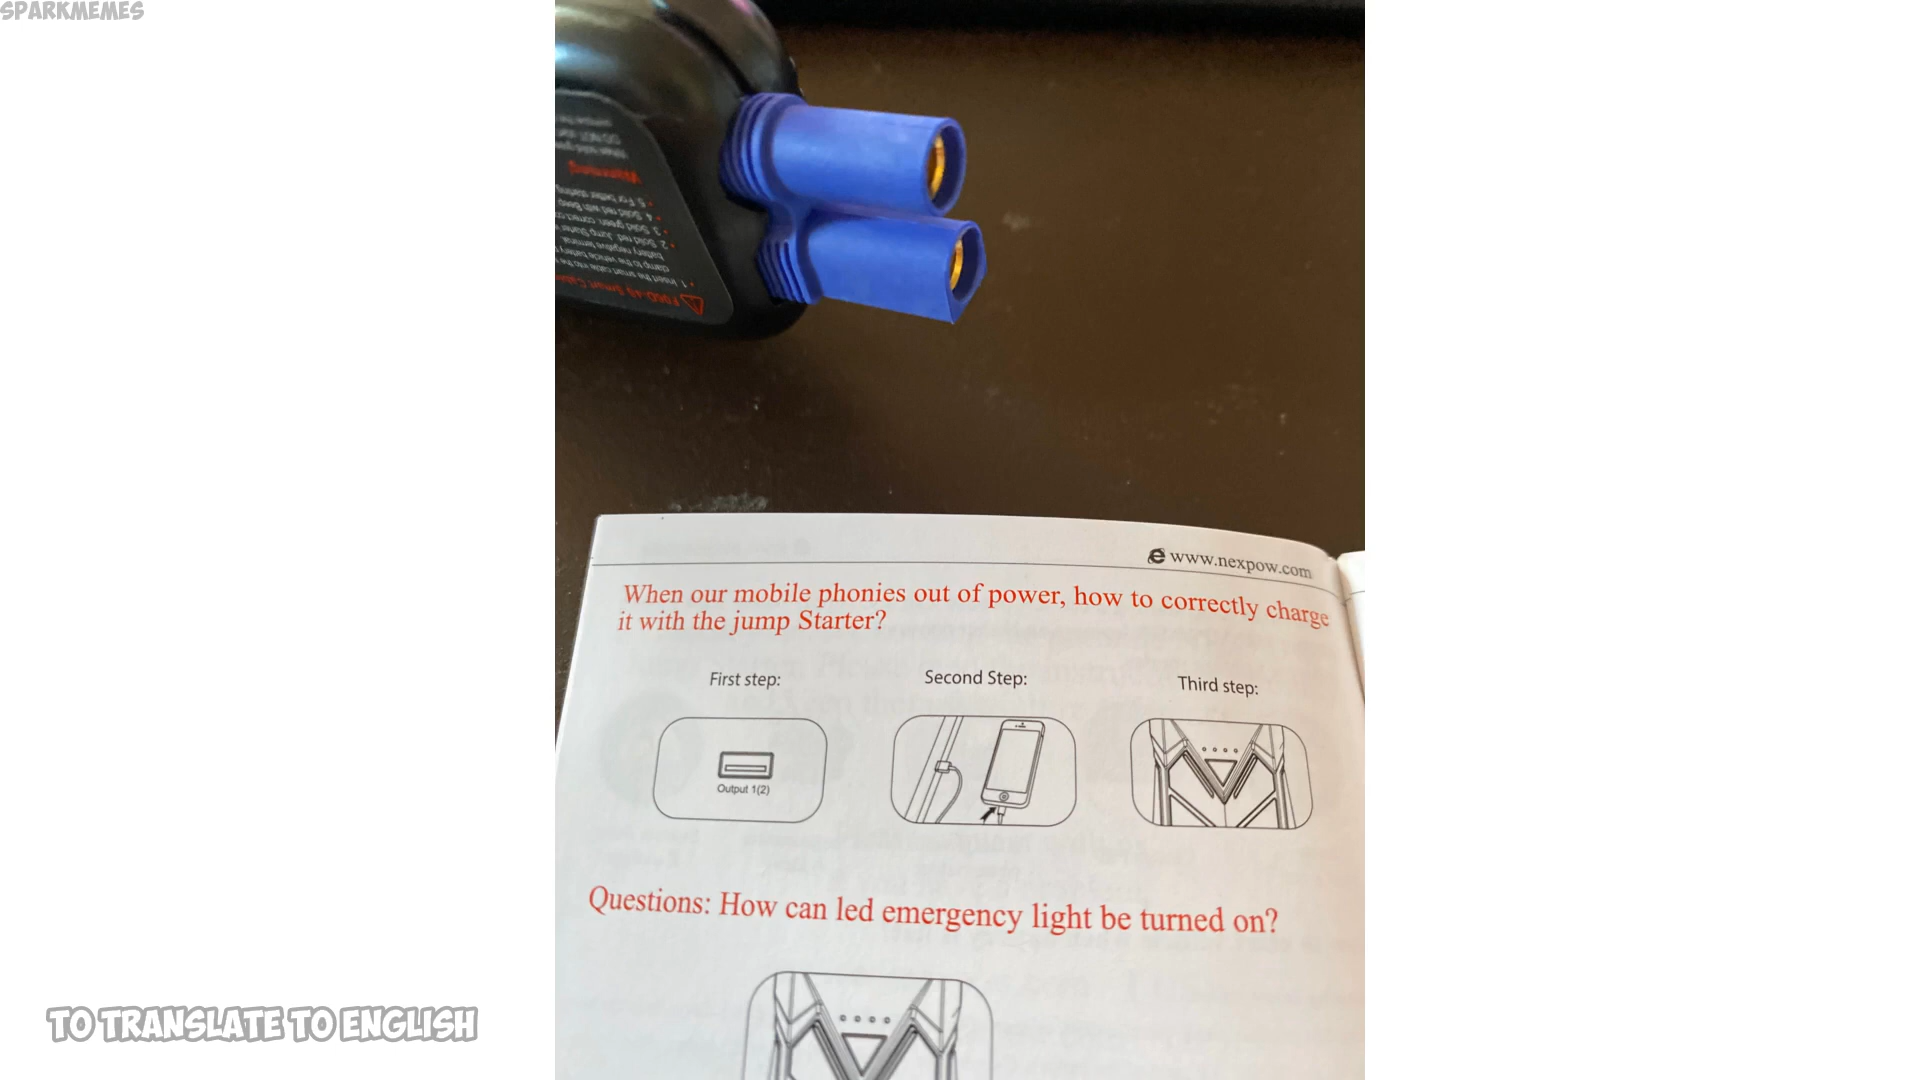 SPARKMEMES
Warnning!
www.nexpow.com
When our mobile phonies out of power, how to correctly charge
it with the jump Starter?
First step:
Second Step:
Third step:
Output 1(2)
Questions: How can led emergency light be turned on?
TO TRANSLATE TO ENGLISH